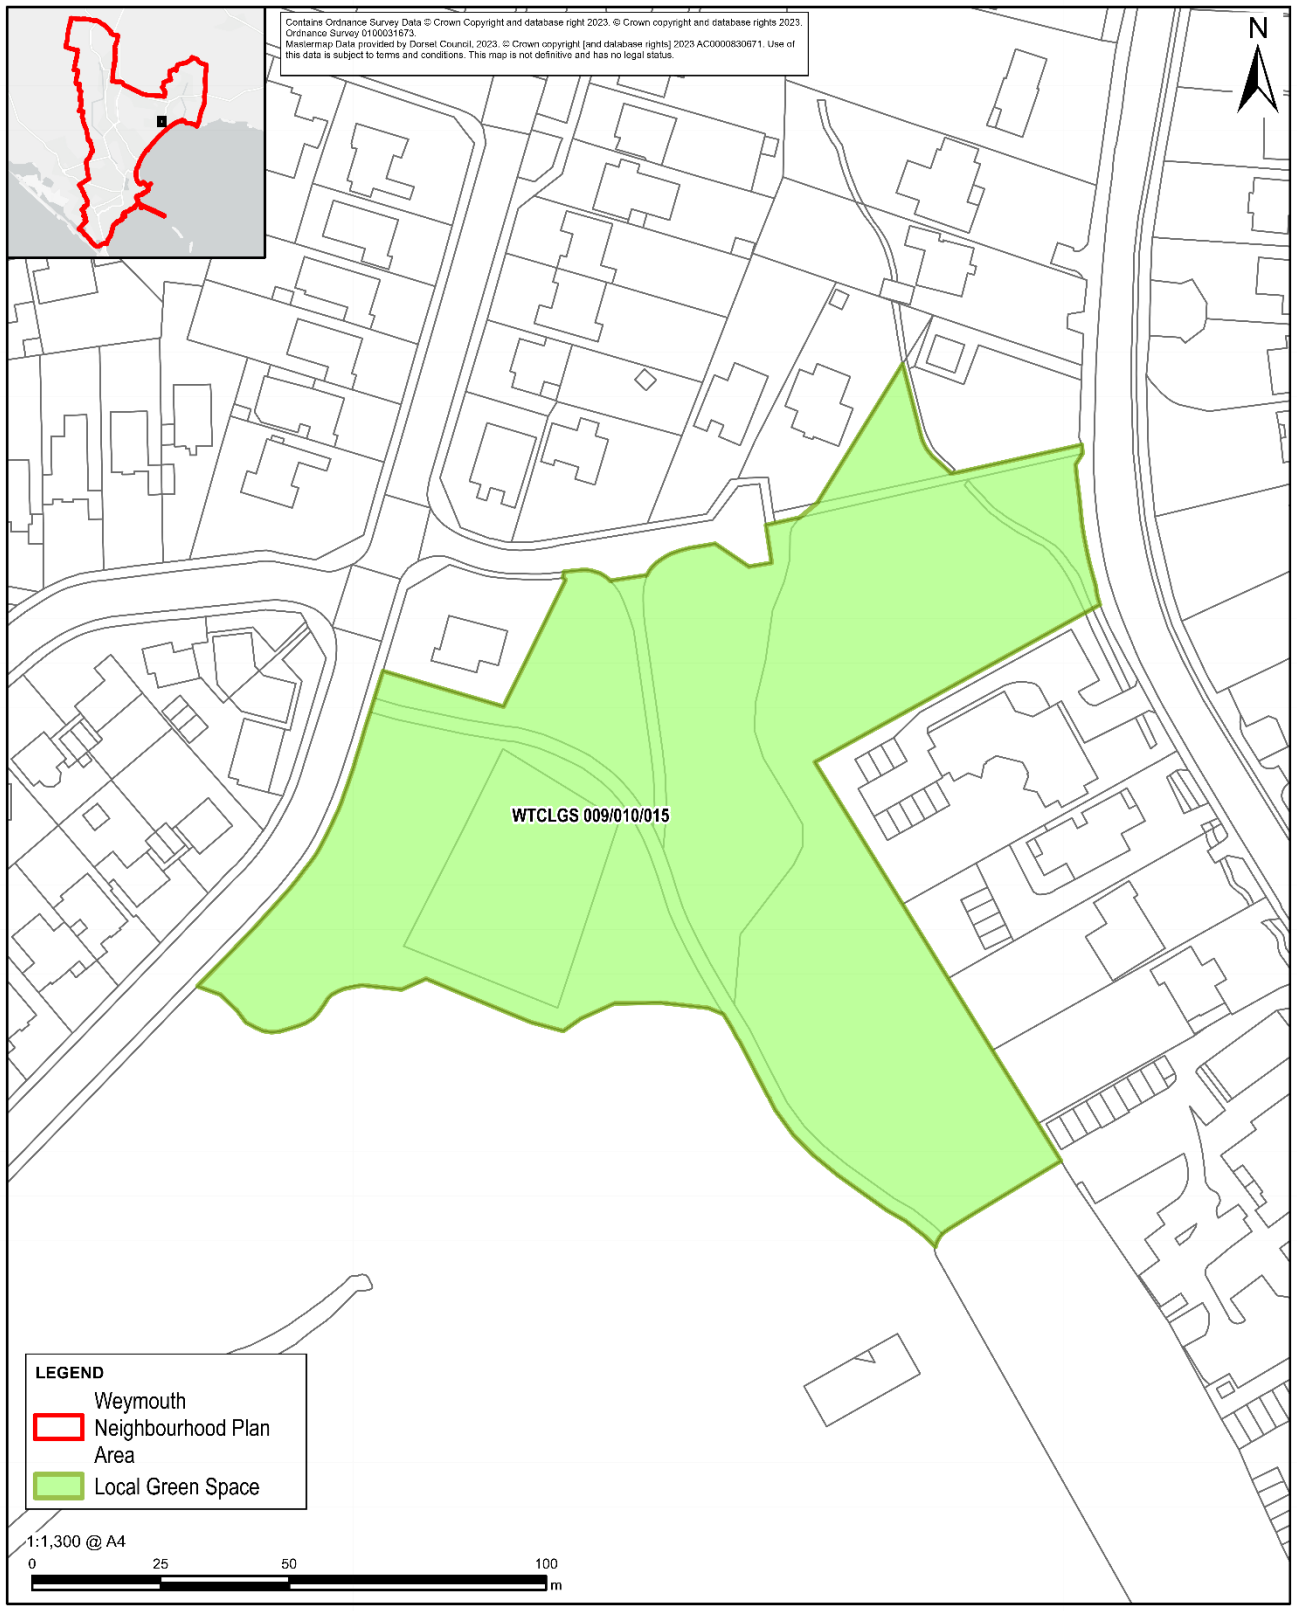 Contains Ordnance Survey Data © Crown Copyright and database right 2023. © Crown copyright and database rights 2023.
Ordnance Survey 0100031673.
Mastermap Data provided by Dorset Council, 2023. © Crown copyright [and database rights] 2023 AC0000830671. Use of
this data is subject to terms and conditions. This map is not definitive and has no legal status.
N
WTCLGS 009/010/015
LEGEND
Weymouth
Neighbourhood Plan
Area
Local Green Space
1:1,300 @ A4
0 25 50 100
m